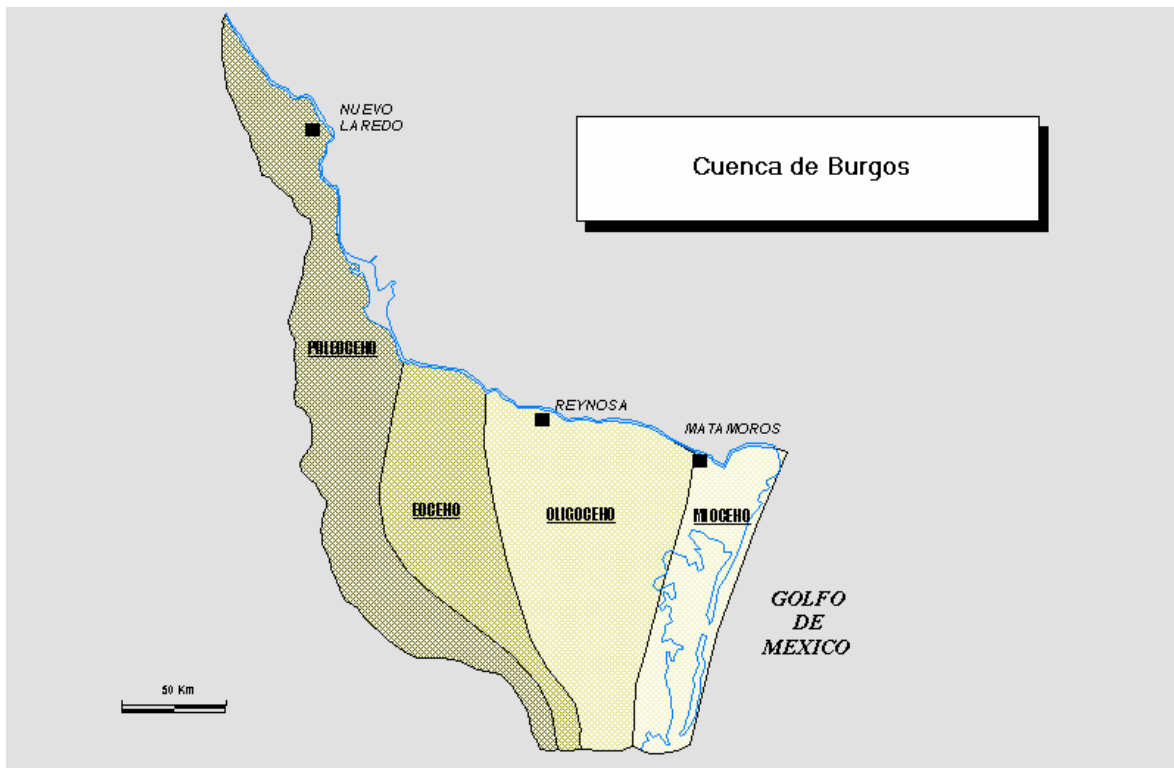 NUEVO
LAREDO
Cuenca de Burgos
PALEOCENO
REYNOSA
MATAMOROS
EOCENO
OLIGOCENO
MIOCENO
GOLFO
DE
MEXICO
50 Km